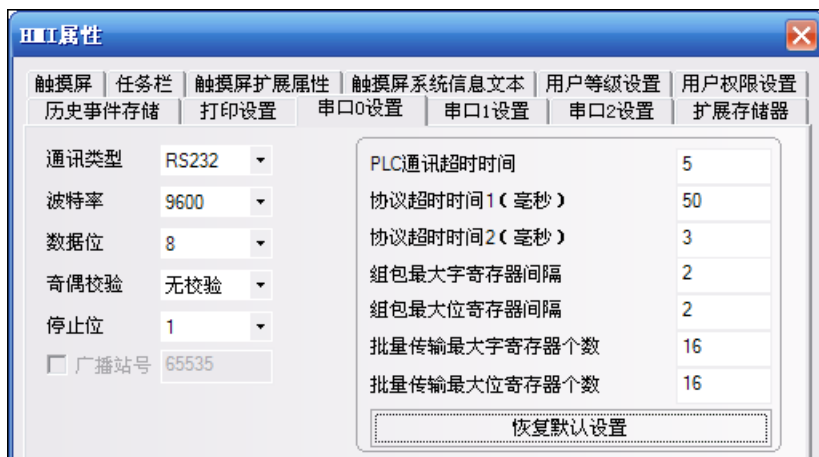 HMI属性
触摸屏 任务栏 触摸屏扩展属性 触摸屏系统信息文本 用户等级设置 用户权限设置
历史事件存储 打印设置 串口0设置 串口1设置 串口2设置 扩展存储器
通讯类型 RS232
波特率 9600
数据位 8
奇偶校验 无校验
停止位 1
广播站号 65535
PLC通讯超时时间 5
协议超时时间1(毫秒) 50
协议超时时间2(毫秒) 3
组包最大字寄存器间隔 2
组包最大位寄存器间隔 2
批量传输最大字寄存器个数 16
批量传输最大位寄存器个数 16
恢复默认设置